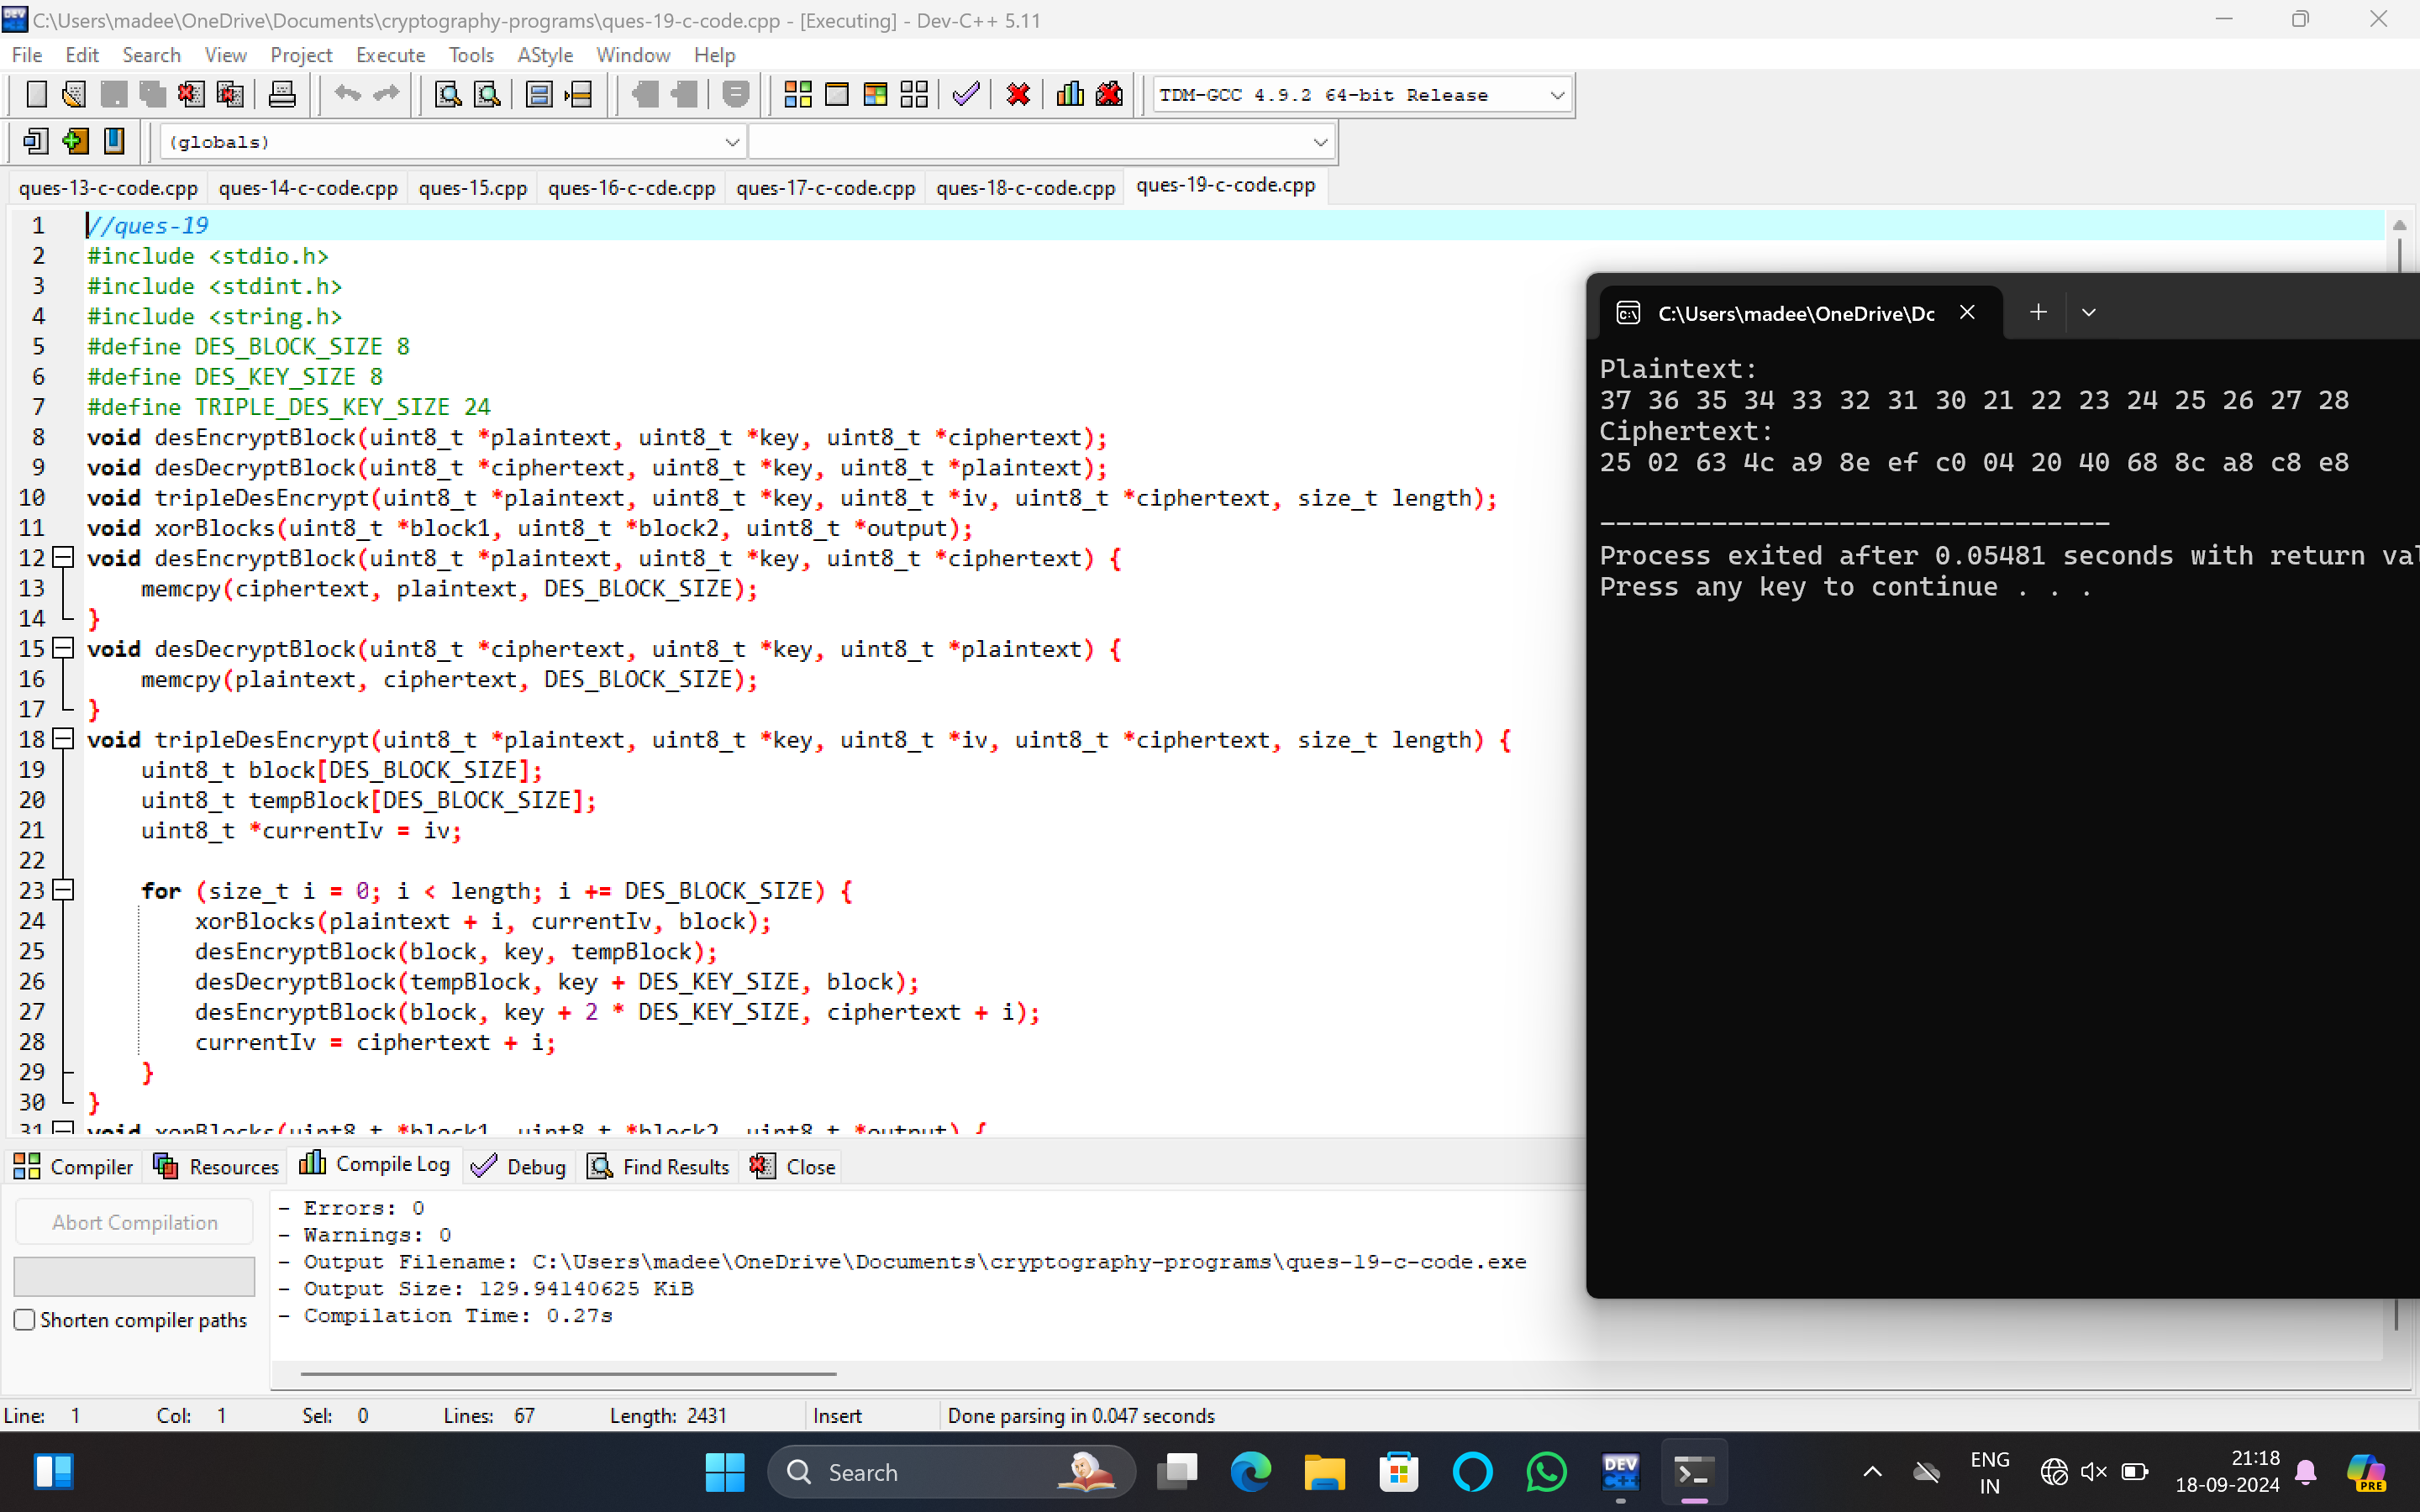 C:\Users\madee\OneDrive\Documents\cryptography-programs\ques-19-c-code.cpp - [Executing] - Dev-C++ 5.11
File Edit Search View Project Execute Tools AStyle Window Help
TDM-GCC 4.9.2 64-bit Release
(globals)
ques-13-c-code.cpp ques-14-c-code.cpp ques-15.cpp ques-16-c-cde.cpp ques-17-c-code.cpp ques-18-c-code.cpp ques-19-c-code.cpp
1 //ques-19
2 #include <stdio.h>
3 #include <stdint.h>
4 #include <string.h>
5 #define DES_BLOCK_SIZE 8
6 #define DES_KEY_SIZE 8
7 #define TRIPLE_DES_KEY_SIZE 24
8 void desEncryptBlock(uint8_t *plaintext, uint8_t *key, uint8_t *ciphertext);
9 void desDecryptBlock(uint8_t *ciphertext, uint8_t *key, uint8_t *plaintext);
10 void tripleDesEncrypt(uint8_t *plaintext, uint8_t *key, uint8_t *iv, uint8_t *ciphertext, size_t length);
11 void xorBlocks(uint8_t *block1, uint8_t *block2, uint8_t *output);
12 void desEncryptBlock(uint8_t *plaintext, uint8_t *key, uint8_t *ciphertext) {
13 memcpy(ciphertext, plaintext, DES_BLOCK_SIZE);
14 }
15 void desDecryptBlock(uint8_t *ciphertext, uint8_t *key, uint8_t *plaintext) {
16 memcpy(plaintext, ciphertext, DES_BLOCK_SIZE);
17 }
18 void tripleDesEncrypt(uint8_t *plaintext, uint8_t *key, uint8_t *iv, uint8_t *ciphertext, size_t length) {
19 uint8_t block[DES_BLOCK_SIZE];
20 uint8_t tempBlock[DES_BLOCK_SIZE];
21 uint8_t *currentIv = iv;
22
23 for (size_t i = 0; i < length; i += DES_BLOCK_SIZE) {
24 xorBlocks(plaintext + i, currentIv, block);
25 desEncryptBlock(block, key, tempBlock);
26 desDecryptBlock(tempBlock, key + DES_KEY_SIZE, block);
27 desEncryptBlock(block, key + 2 * DES_KEY_SIZE, ciphertext + i);
28 currentIv = ciphertext + i;
29 }
30 }
31 void xorBlocks(uint8_t *block1, uint8_t *block2, uint8_t *output) {
C:\Users\madee\OneDrive\Dc
Plaintext:
37 36 35 34 33 32 31 30 21 22 23 24 25 26 27 28
Ciphertext:
25 02 63 4c a9 8e ef c0 04 20 40 68 8c a8 c8 e8
--------------------------------
Process exited after 0.05481 seconds with return val
Press any key to continue . . .
Compiler Resources Compile Log Debug Find Results Close
Abort Compilation
Shorten compiler paths
- Errors: 0
- Warnings: 0
- Output Filename: C:\Users\madee\OneDrive\Documents\cryptography-programs\ques-19-c-code.exe
- Output Size: 129.94140625 KiB
- Compilation Time: 0.27s
Line: 1 Col: 1 Sel: 0 Lines: 67 Length: 2431 Insert Done parsing in 0.047 seconds
Search
DEV C++
ENG
IN
21:18
18-09-2024
PRE